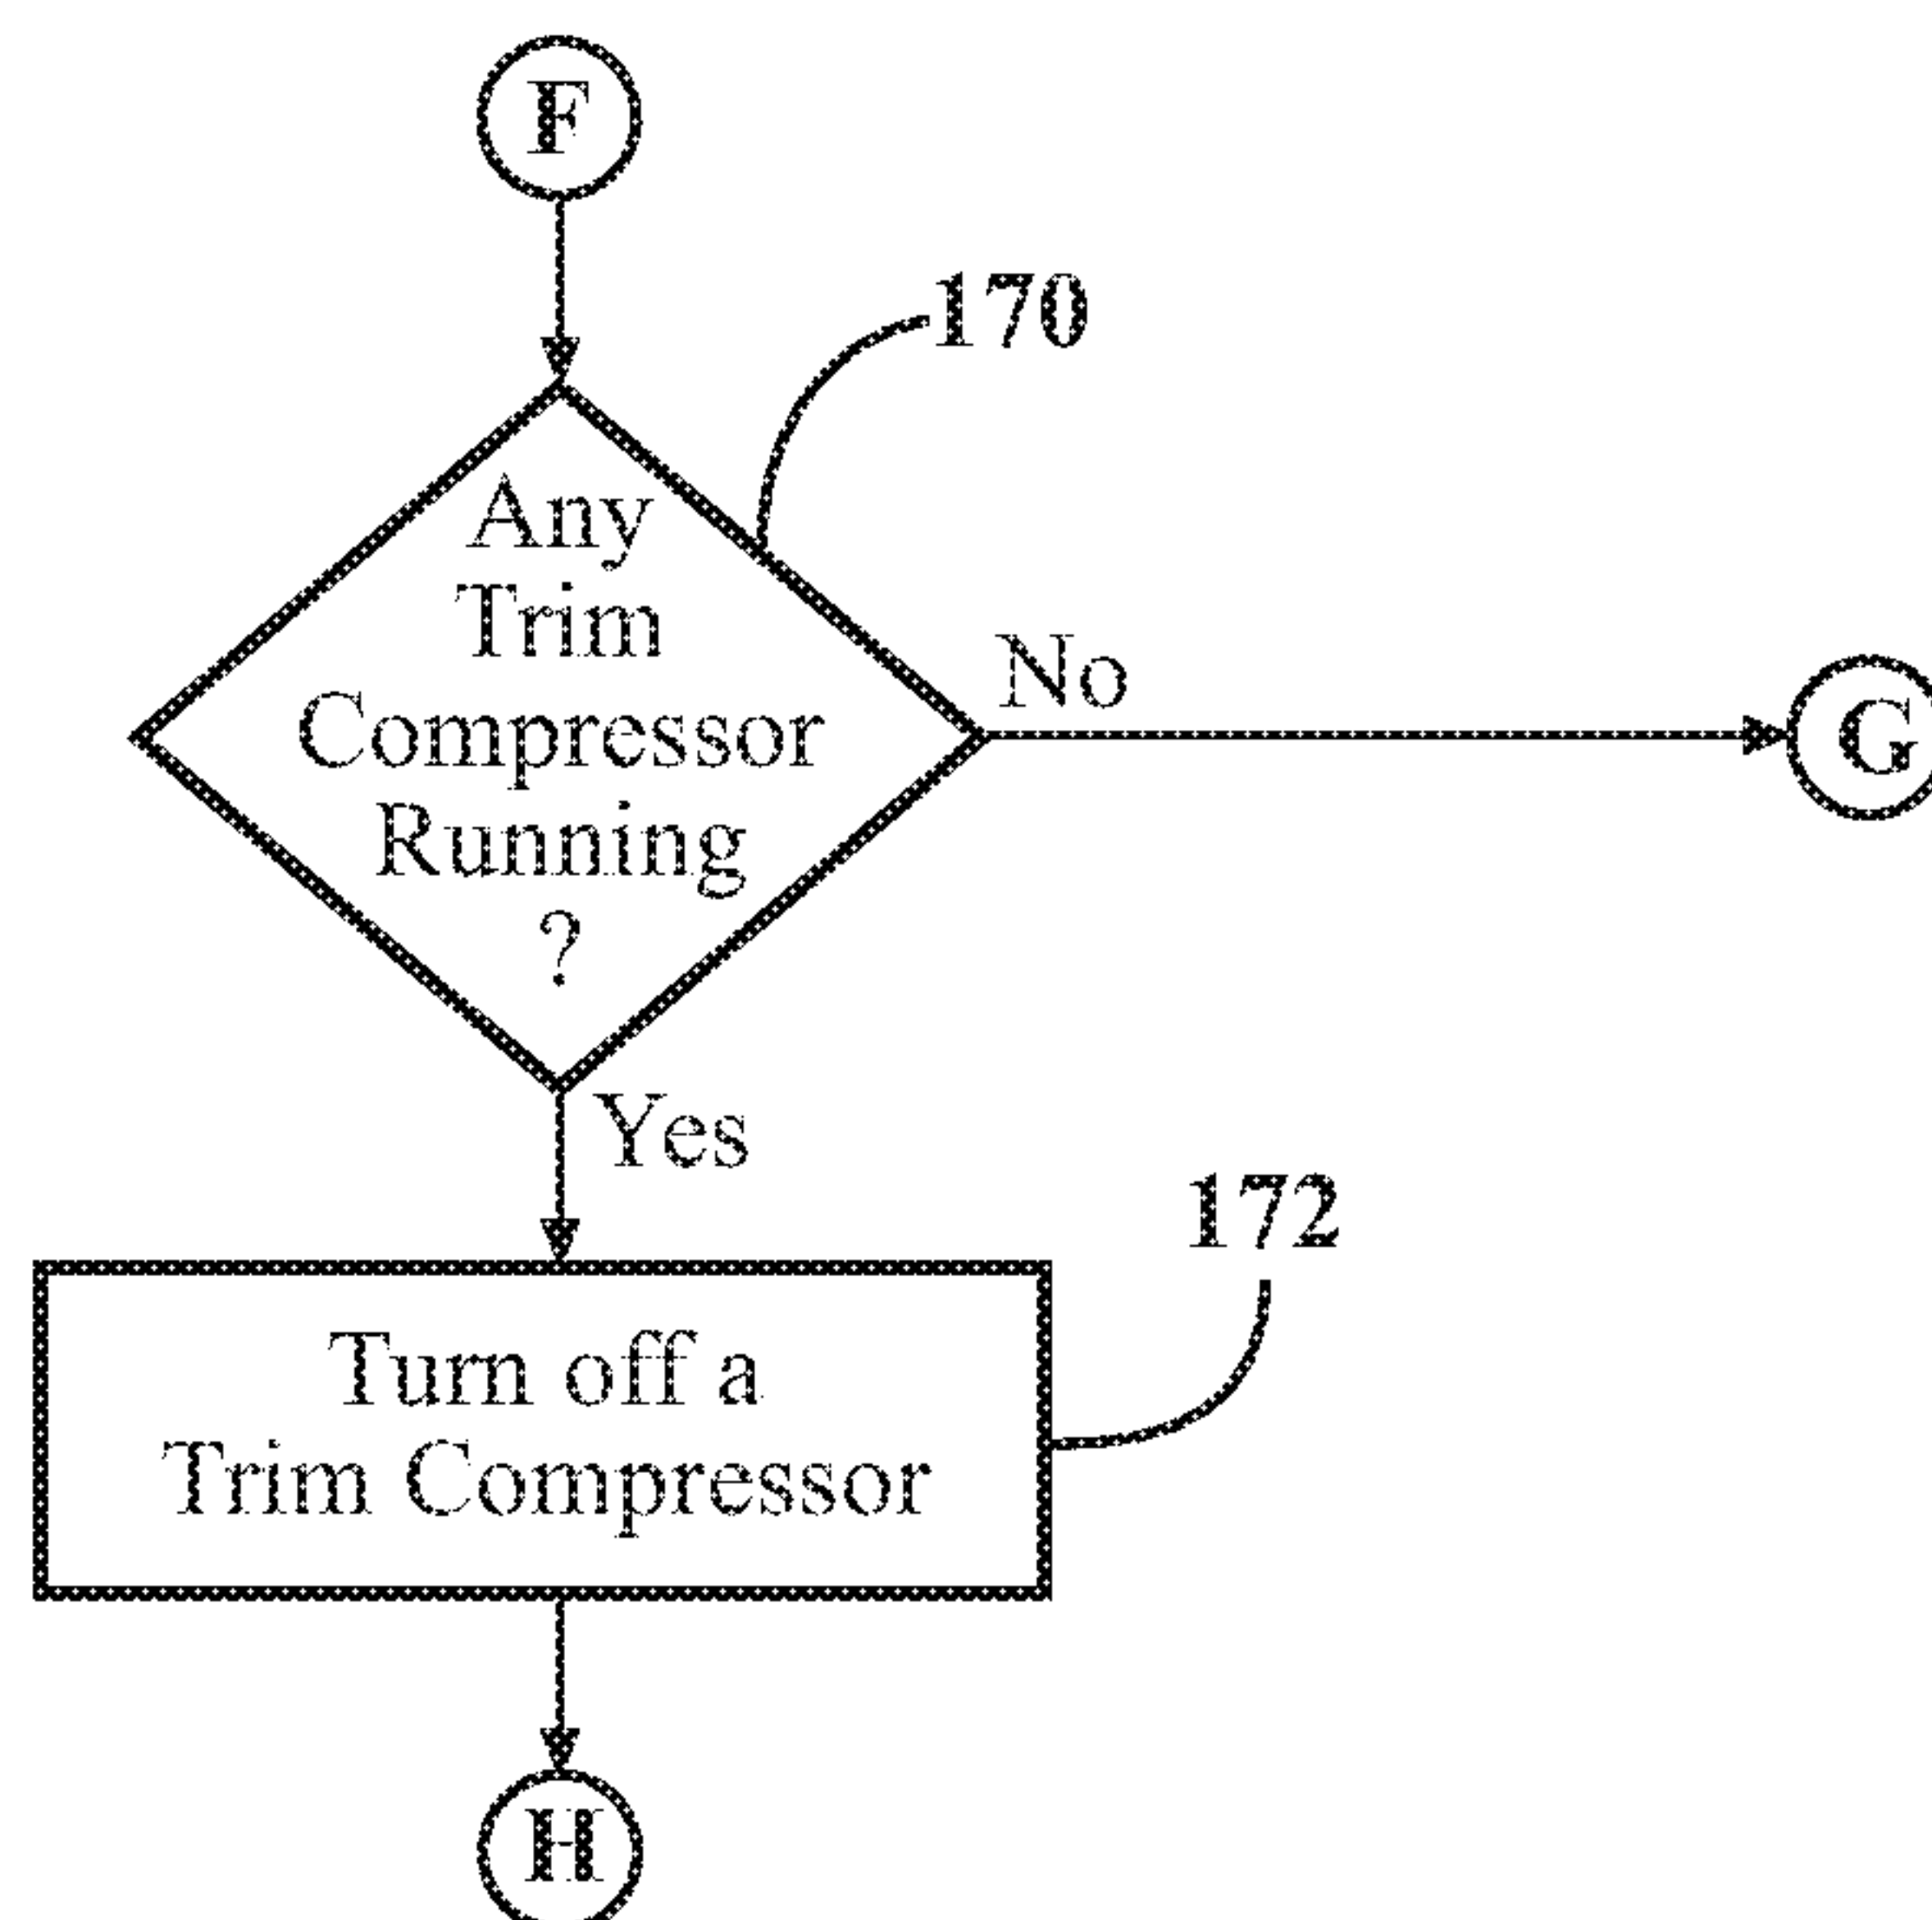 F
170
Any
Trim
Compressor
Running
?
No
G
Yes
172
Turn off a
Trim Compressor
H